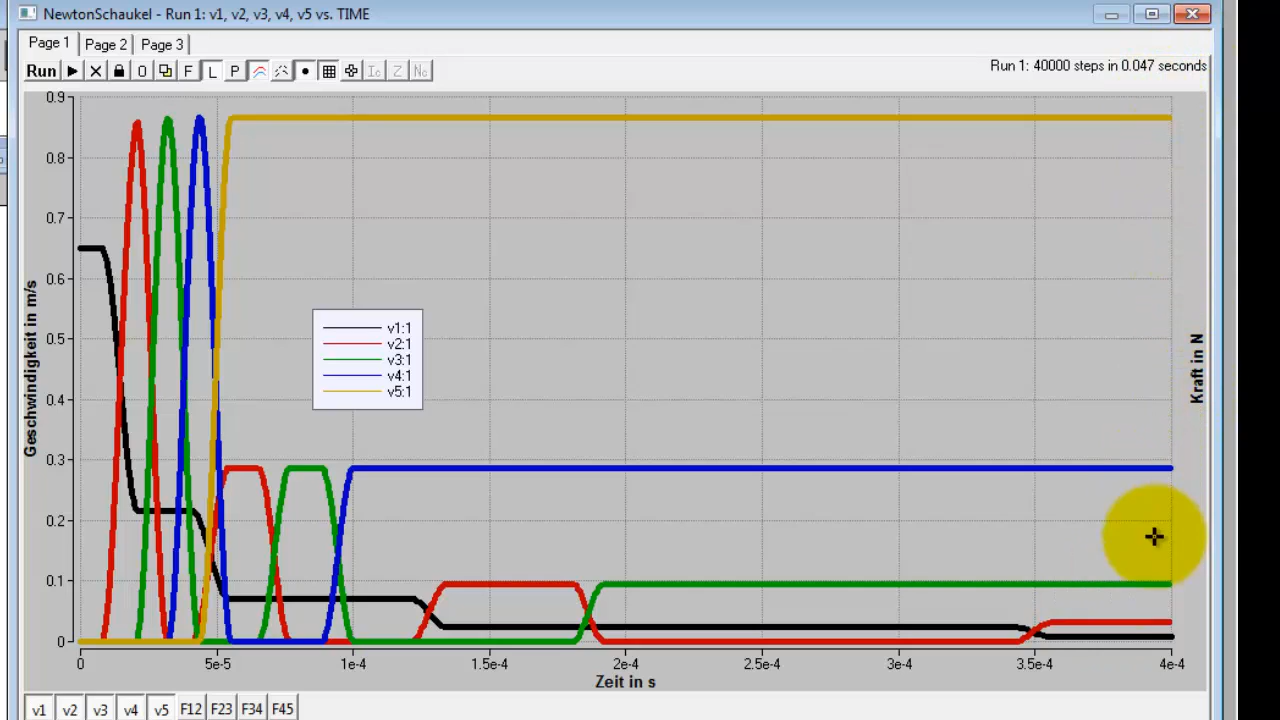 NewtonSchaukel - Run 1: v1, v2, v3, v4, v5 vs. TIME
Page 1 Page 2 Page 3
Run 0 F L P Ic Z Nc
Run 1: 40000 steps in 0.047 seconds
0.9
0.8
0.7
0.6
0.5
0.4
0.3
0.2
0.1
0
Geschwindigkeit in m/s
v1:1
v2:1
v3:1
v4:1
v5:1
Kraft in N
0 5e-5 1e-4 1.5e-4 2e-4 2.5e-4 3e-4 3.5e-4 4e-4
Zeit in s
v1 v2 v3 v4 v5 F12 F23 F34 F45